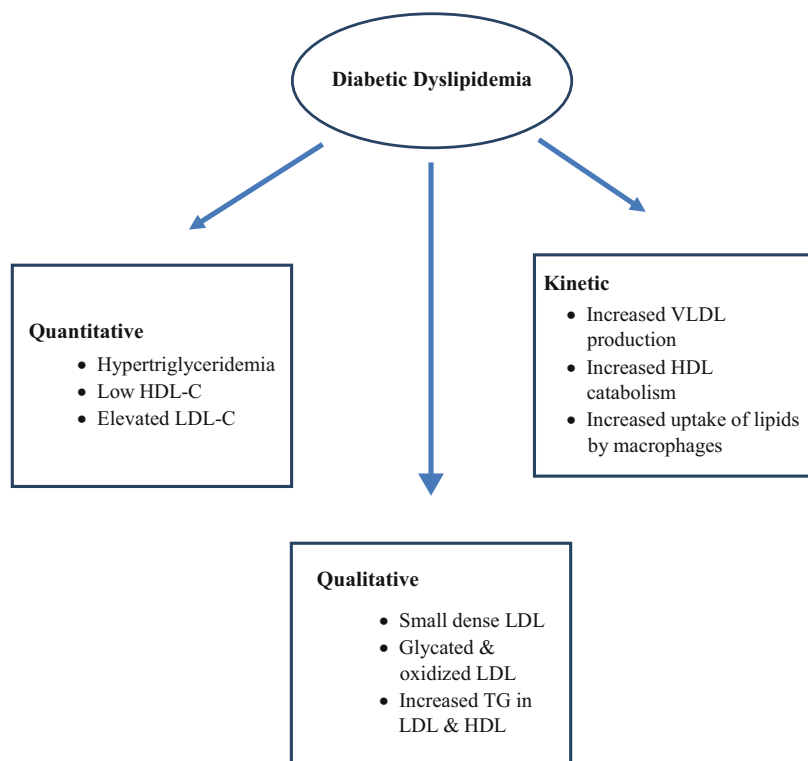 Diabetic Dyslipidemia
Quantitative
• Hypertriglyceridemia
• Low HDL-C
• Elevated LDL-C
Kinetic
• Increased VLDL
production
• Increased HDL
catabolism
• Increased uptake of lipids
by macrophages
Qualitative
• Small dense LDL
• Glycated &
oxidized LDL
• Increased TG in
LDL & HDL